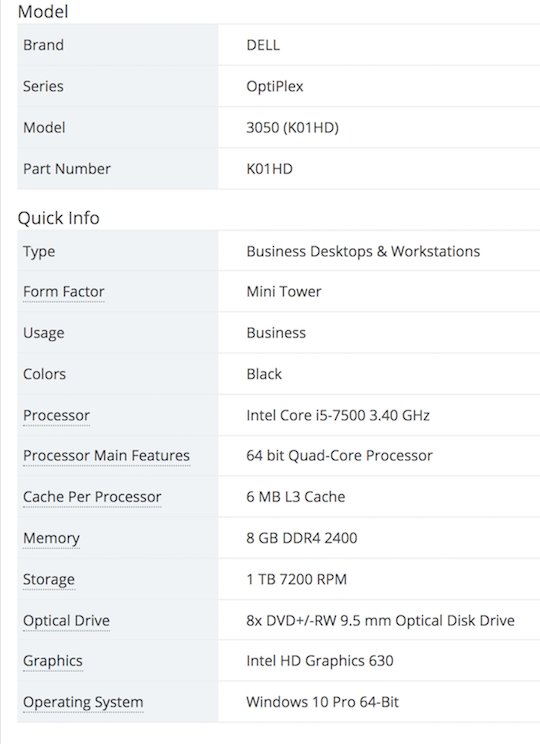 Model
Brand DELL
Series OptiPlex
Model 3050 (K01HD)
Part Number K01HD
Quick Info
Type Business Desktops & Workstations
Form Factor Mini Tower
Usage Business
Colors Black
Processor Intel Core i5-7500 3.40 GHz
Processor Main Features 64 bit Quad-Core Processor
Cache Per Processor 6 MB L3 Cache
Memory 8 GB DDR4 2400
Storage 1 TB 7200 RPM
Optical Drive 8x DVD+/-RW 9.5 mm Optical Disk Drive
Graphics Intel HD Graphics 630
Operating System Windows 10 Pro 64-Bit